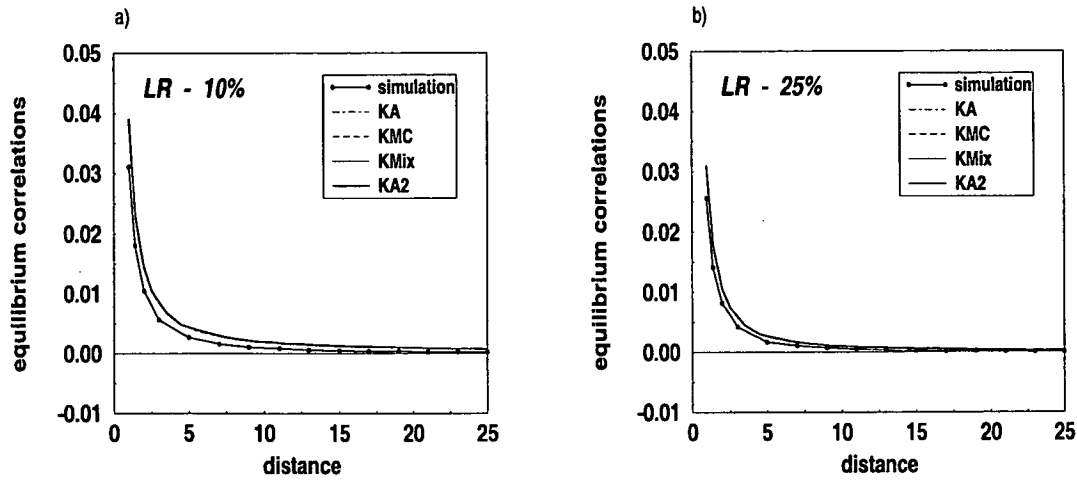 a)
LR - 10%
simulation
KA
KMC
KMix
KA2
equilibrium correlations
0.05
0.04
0.03
0.02
0.01
0.00
-0.01
0 5 10 15 20 25
distance
b)
LR - 25%
simulation
KA
KMC
KMix
KA2
equilibrium correlations
0.05
0.04
0.03
0.02
0.01
0.00
-0.01
0 5 10 15 20 25
distance